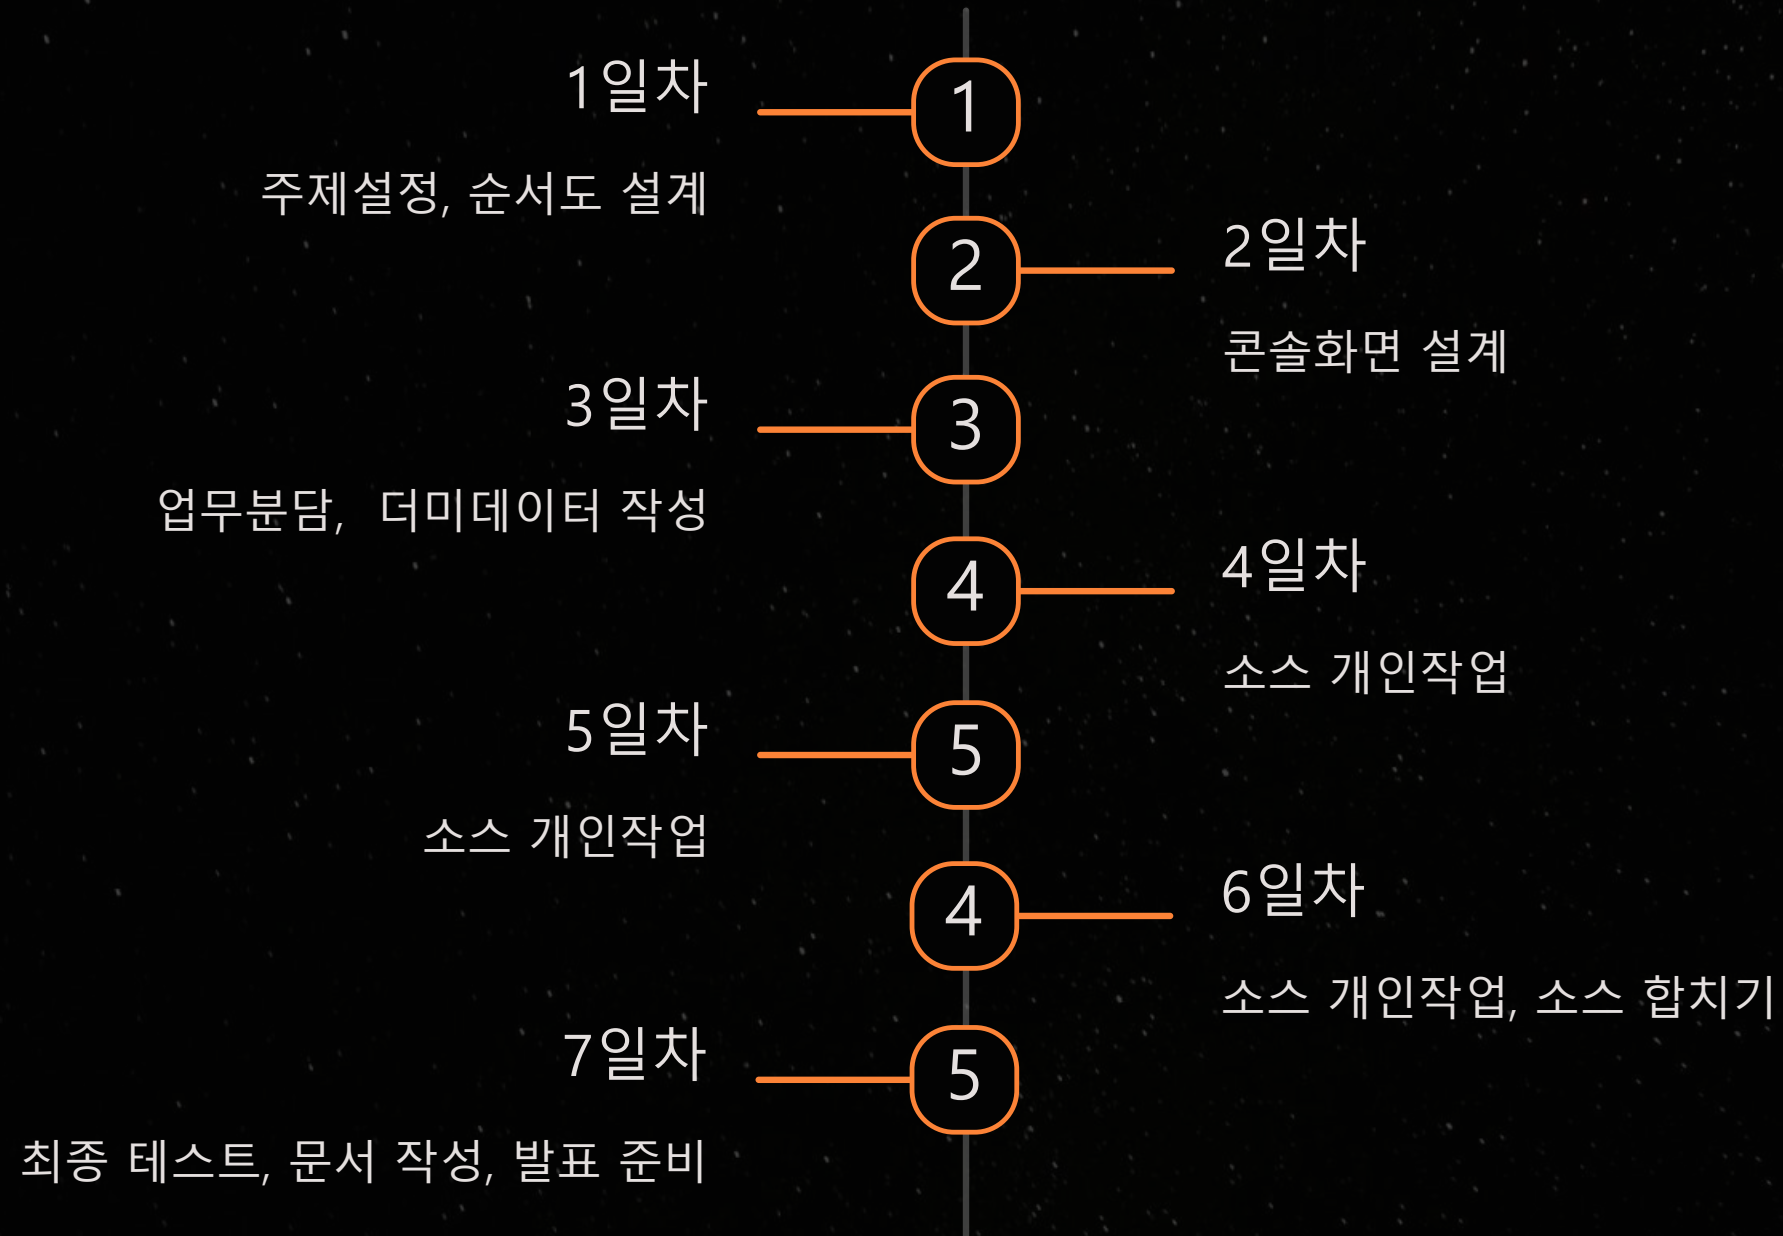 1일차
1
주제설정, 순서도 설계
2
2일차
콘솔화면 설계
3일차
3
업무분담,  더미데이터 작성
4
4일차
소스 개인작업
5일차
5
소스 개인작업
4
6일차
소스 개인작업, 소스 합치기
7일차
5
최종 테스트, 문서 작성, 발표 준비